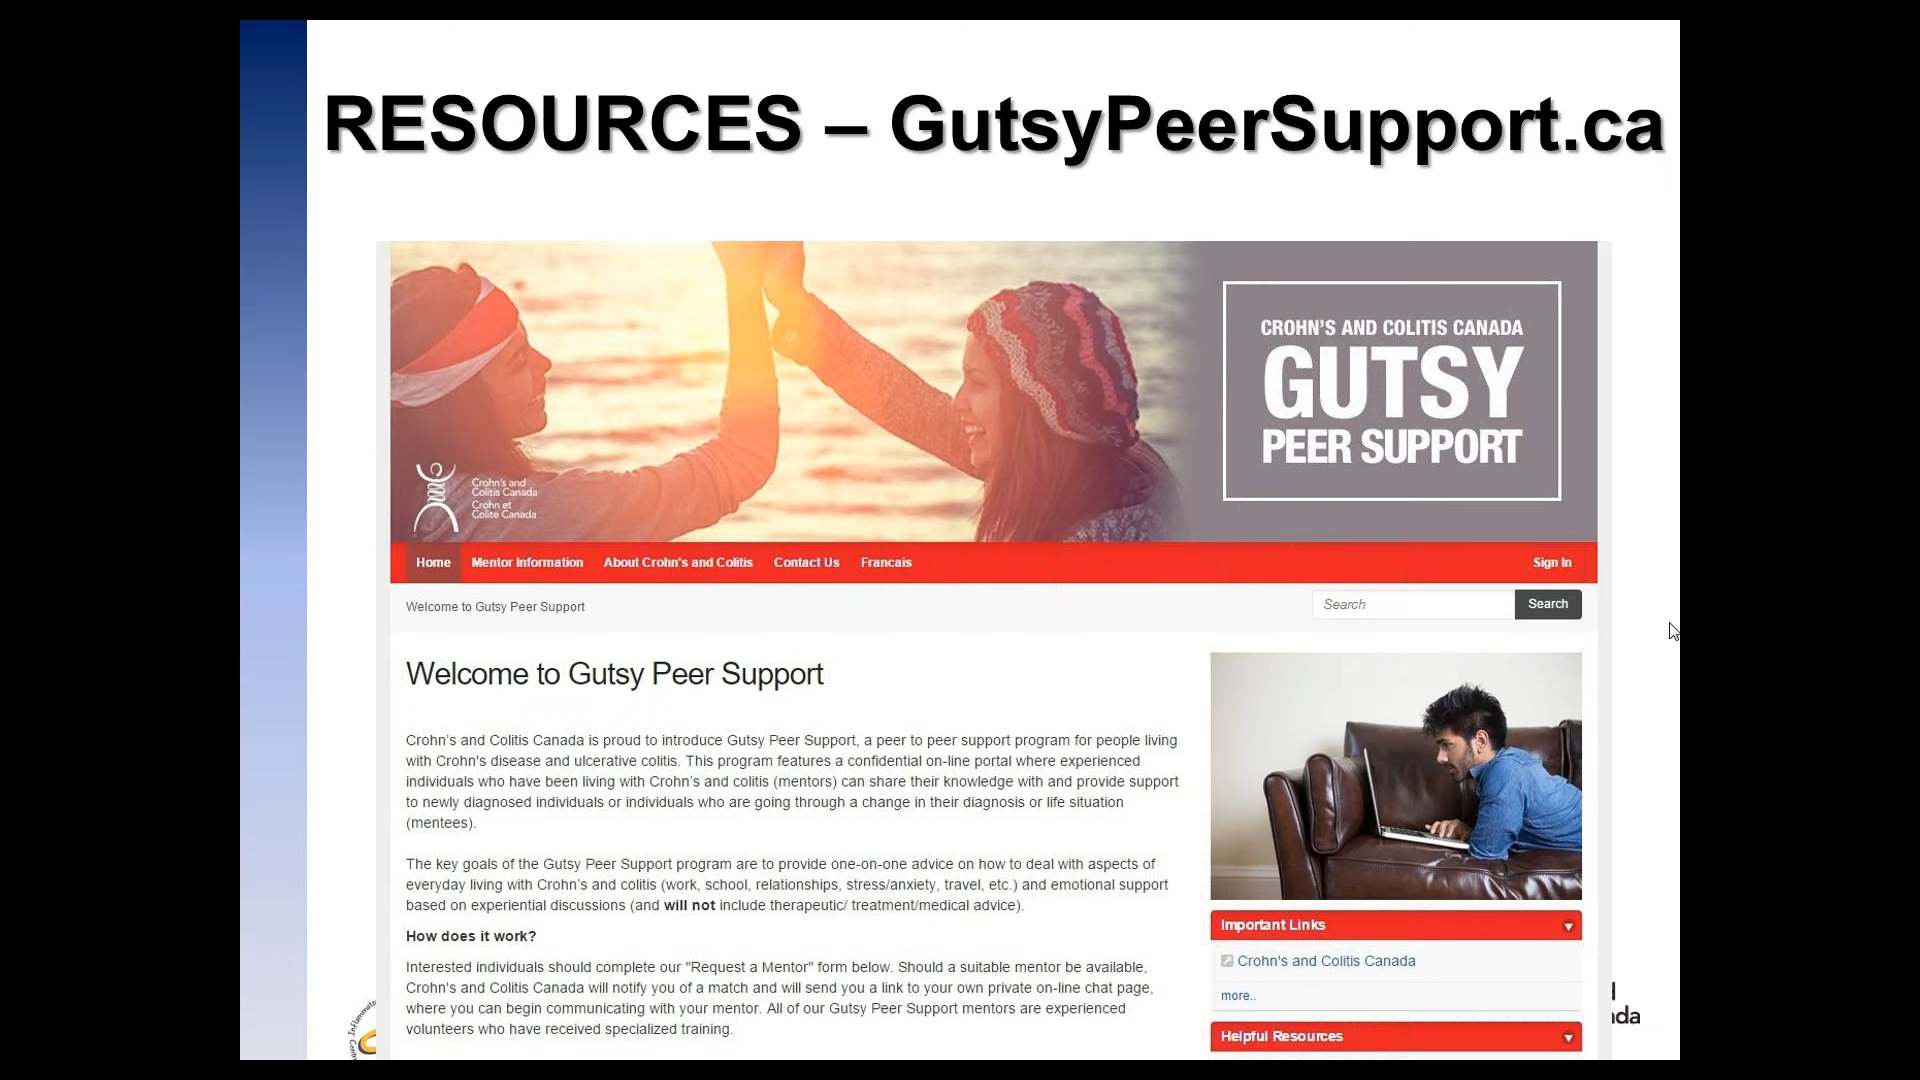 RESOURCES – GutsyPeerSupport.ca
CROHN'S AND COLITIS CANADA
GUTSY
PEER SUPPORT
Crohn's and
Colitis Canada
Crohn et
Colite Canada
Home Mentor Information About Crohn's and Colitis Contact Us Francais Sign In
Welcome to Gutsy Peer Support
Search Search
Welcome to Gutsy Peer Support
Crohn's and Colitis Canada is proud to introduce Gutsy Peer Support, a peer to peer support program for people living
with Crohn's disease and ulcerative colitis. This program features a confidential on-line portal where experienced
individuals who have been living with Crohn's and colitis (mentors) can share their knowledge with and provide support
to newly diagnosed individuals or individuals who are going through a change in their diagnosis or life situation
(mentees).
The key goals of the Gutsy Peer Support program are to provide one-on-one advice on how to deal with aspects of
everyday living with Crohn's and colitis (work, school, relationships, stress/anxiety, travel, etc.) and emotional support
based on experiential discussions (and will not include therapeutic/ treatment/medical advice).
How does it work?
Interested individuals should complete our "Request a Mentor" form below. Should a suitable mentor be available,
Crohn's and Colitis Canada will notify you of a match and will send you a link to your own private on-line chat page,
where you can begin communicating with your mentor. All of our Gutsy Peer Support mentors are experienced
volunteers who have received specialized training.
Important Links
Crohn's and Colitis Canada
more..
Helpful Resources